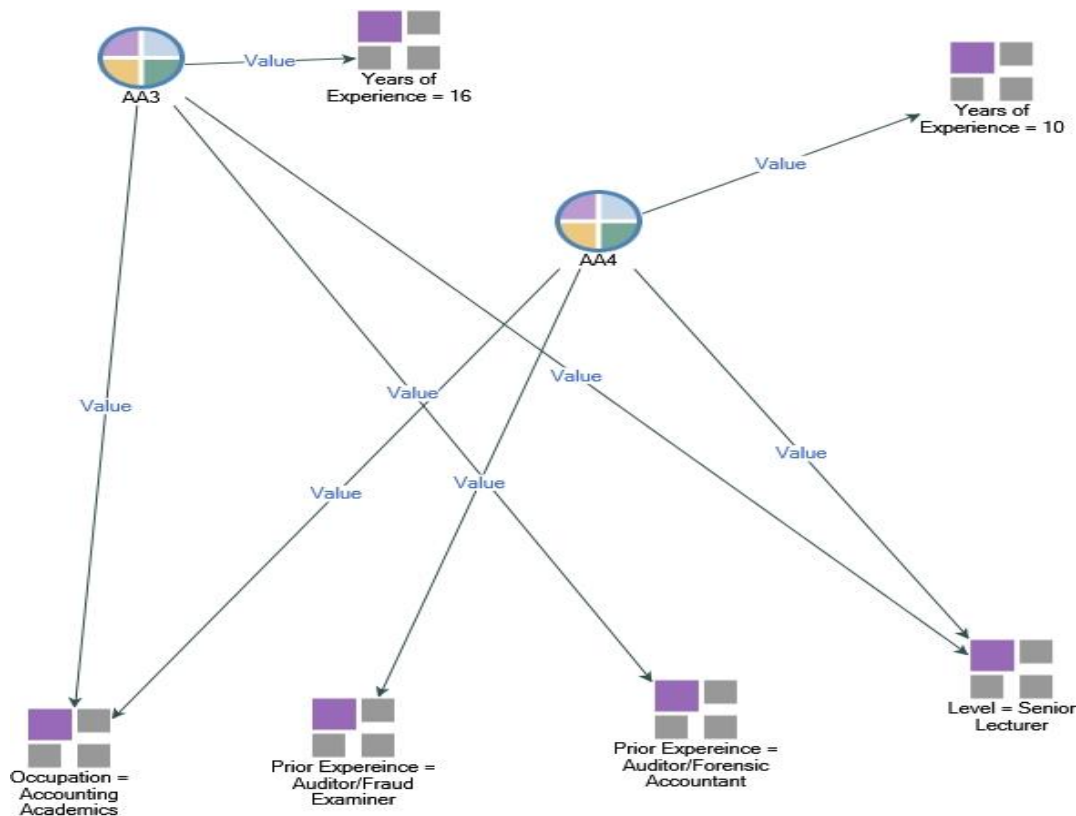 Value
Years of
Experience = 16
AA3
Years of
Experience = 10
Value
AA4
Value
Value
Value
Value
Value
Value
Occupation =
Accounting
Academics
Prior Expereince =
Auditor/Fraud
Examiner
Prior Expereince =
Auditor/Forensic
Accountant
Level = Senior
Lecturer